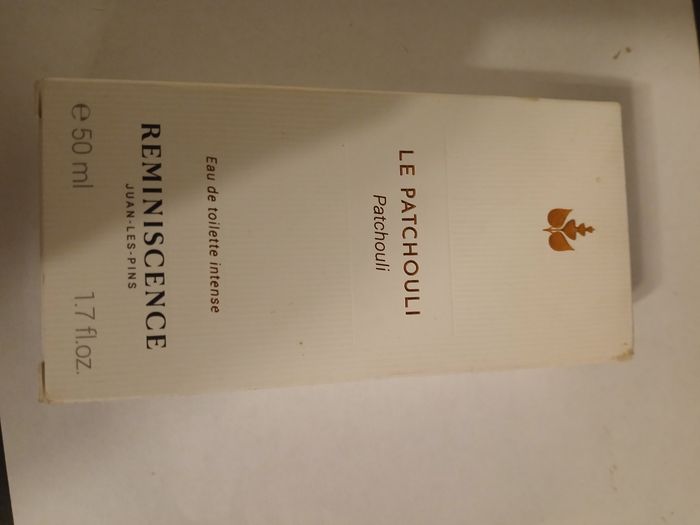 LE PATCHOULI
Patchouli
Eau de toilette intense
REMINISCENCE
JUAN-LES-PINS
℮ 50 ml 1.7 fl.oz.